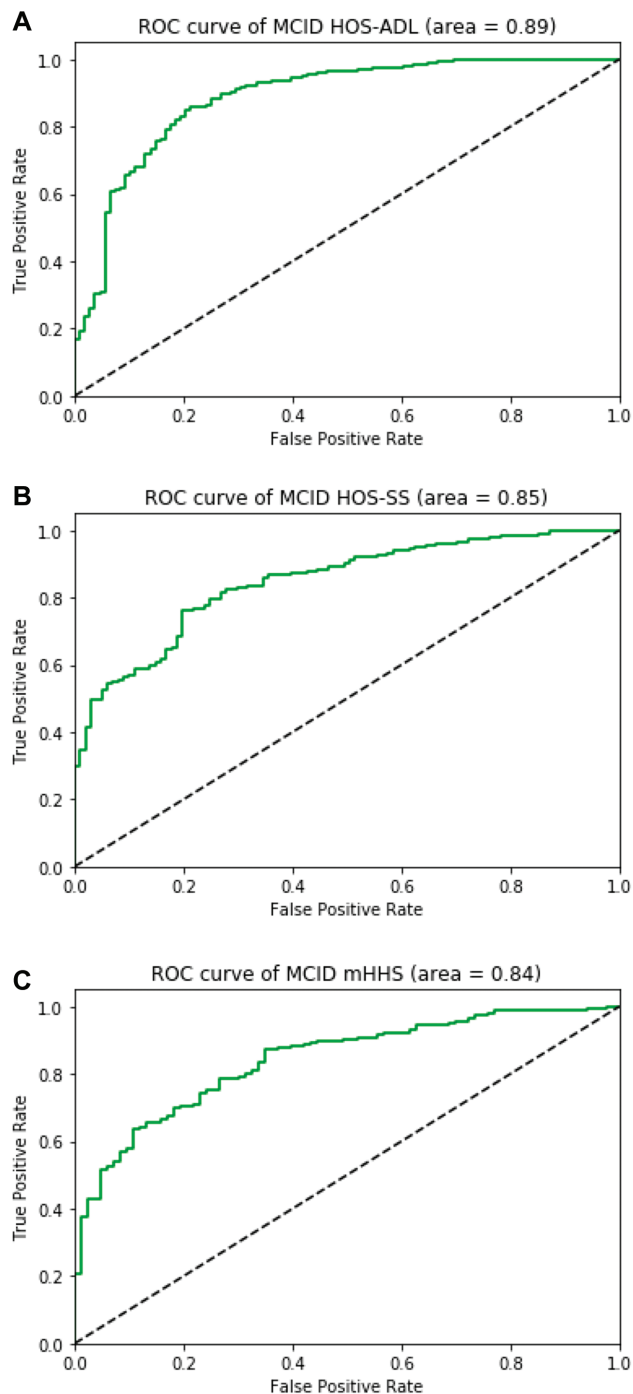 A
ROC curve of MCID HOS-ADL (area = 0.89)
1.0
0.8
0.6
0.4
0.2
0.0
True Positive Rate
0.0 0.2 0.4 0.6 0.8 1.0
False Positive Rate
B
ROC curve of MCID HOS-SS (area = 0.85)
1.0
0.8
0.6
0.4
0.2
0.0
True Positive Rate
0.0 0.2 0.4 0.6 0.8 1.0
False Positive Rate
C
ROC curve of MCID mHHS (area = 0.84)
1.0
0.8
0.6
0.4
0.2
0.0
True Positive Rate
0.0 0.2 0.4 0.6 0.8 1.0
False Positive Rate